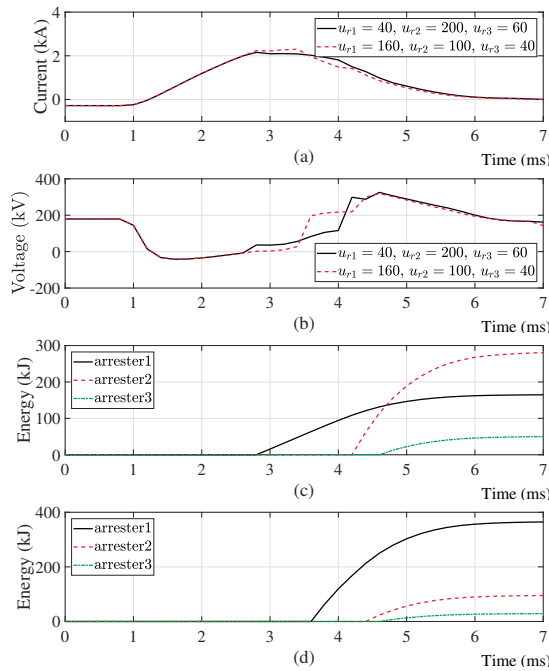 4
2
0
Current (kA)
u_{r1} = 40, u_{r2} = 200, u_{r3} = 60
u_{r1} = 160, u_{r2} = 100, u_{r3} = 40
0 1 2 3 4 5 6 7
(a)
Time (ms)
400
200
0
-200
Voltage (kV)
u_{r1} = 40, u_{r2} = 200, u_{r3} = 60
u_{r1} = 160, u_{r2} = 100, u_{r3} = 40
0 1 2 3 4 5 6 7
(b)
Time (ms)
300
200
100
0
Energy (kJ)
arrester1
arrester2
arrester3
0 1 2 3 4 5 6 7
(c)
Time (ms)
400
200
0
Energy (kJ)
arrester1
arrester2
arrester3
0 1 2 3 4 5 6 7
(d)
Time (ms)